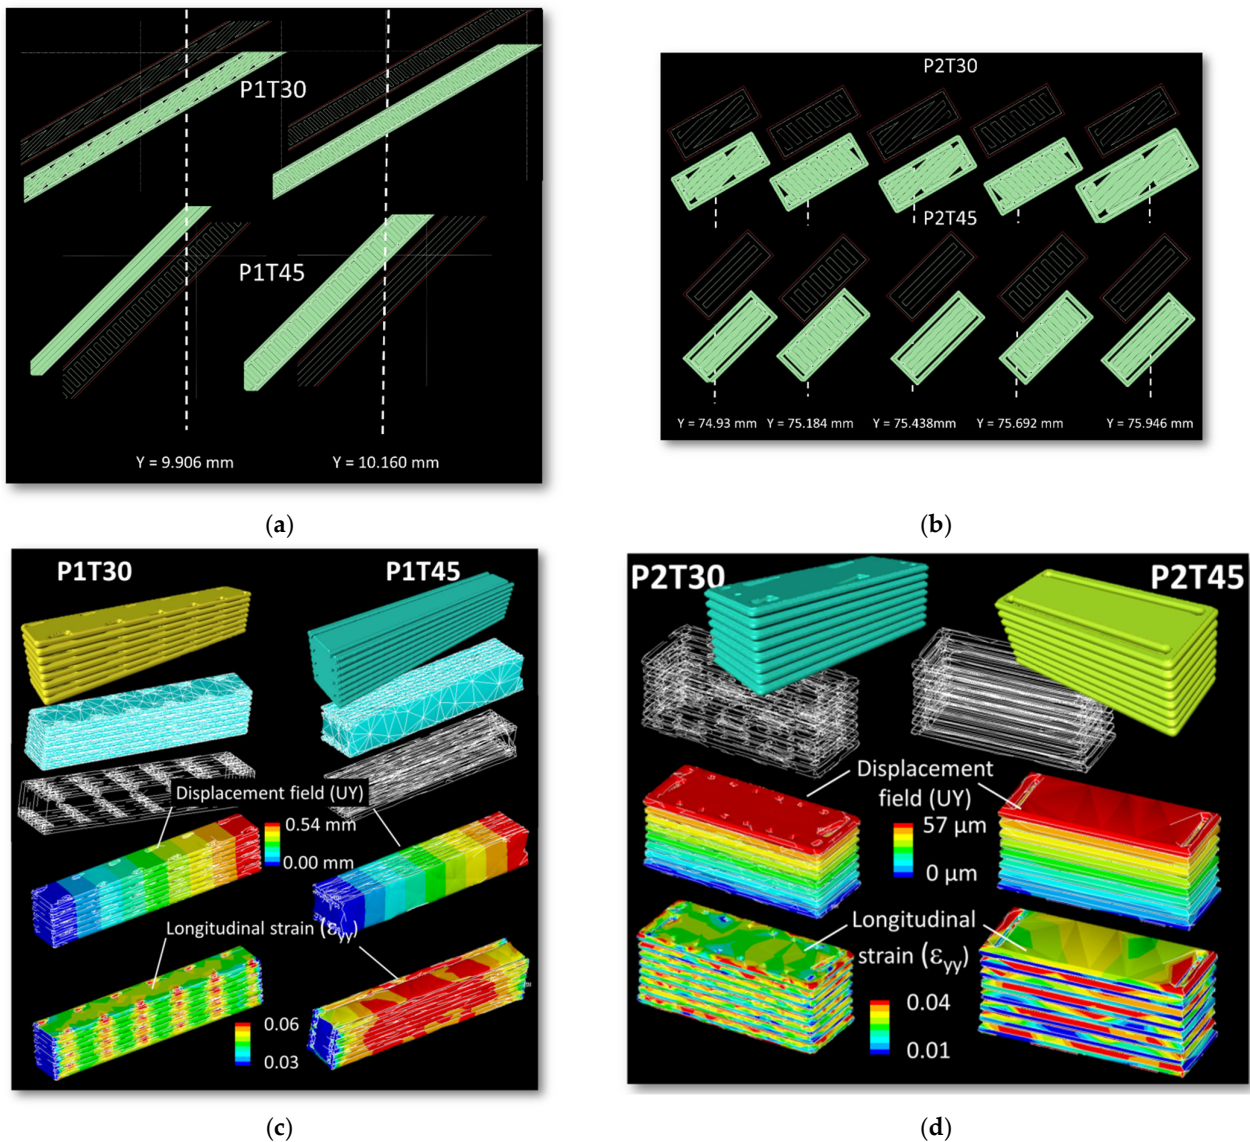 P1T30
P1T45
Y = 9.906 mm
Y = 10.160 mm
(a)
P2T30
P2T45
Y = 74.93 mm
Y = 75.184 mm
Y = 75.438mm
Y = 75.692 mm
Y = 75.946 mm
(b)
P1T30
P1T45
Displacement field (UY)
0.54 mm
0.00 mm
Longitudinal strain (εyy)
0.06
0.03
(c)
P2T30
P2T45
Displacement
field (UY)
57 µm
0 µm
Longitudinal
strain (εyy)
0.04
0.01
(d)